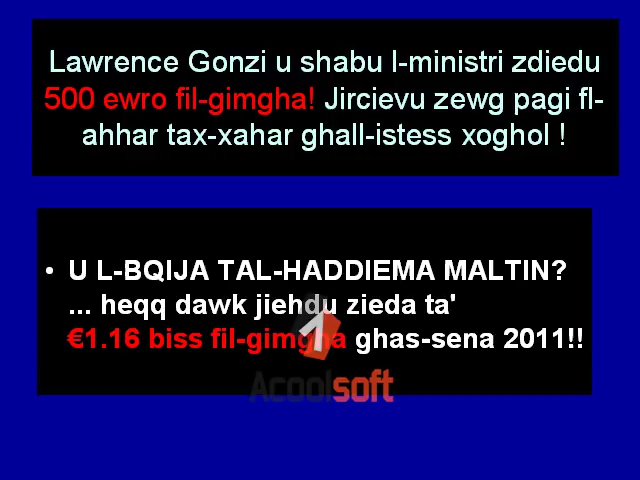 Lawrence Gonzi u shabu l-ministri zdiedu
500 ewro fil-gimgha! Jircievu zewg pagi fl-
ahhar tax-xahar ghall-istess xoghol !
• U L-BQIJA TAL-HADDIEMA MALTIN?
... heqq dawk jiehdu zieda ta'
€1.16 biss fil-gimgha ghas-sena 2011!!
Acoolsoft